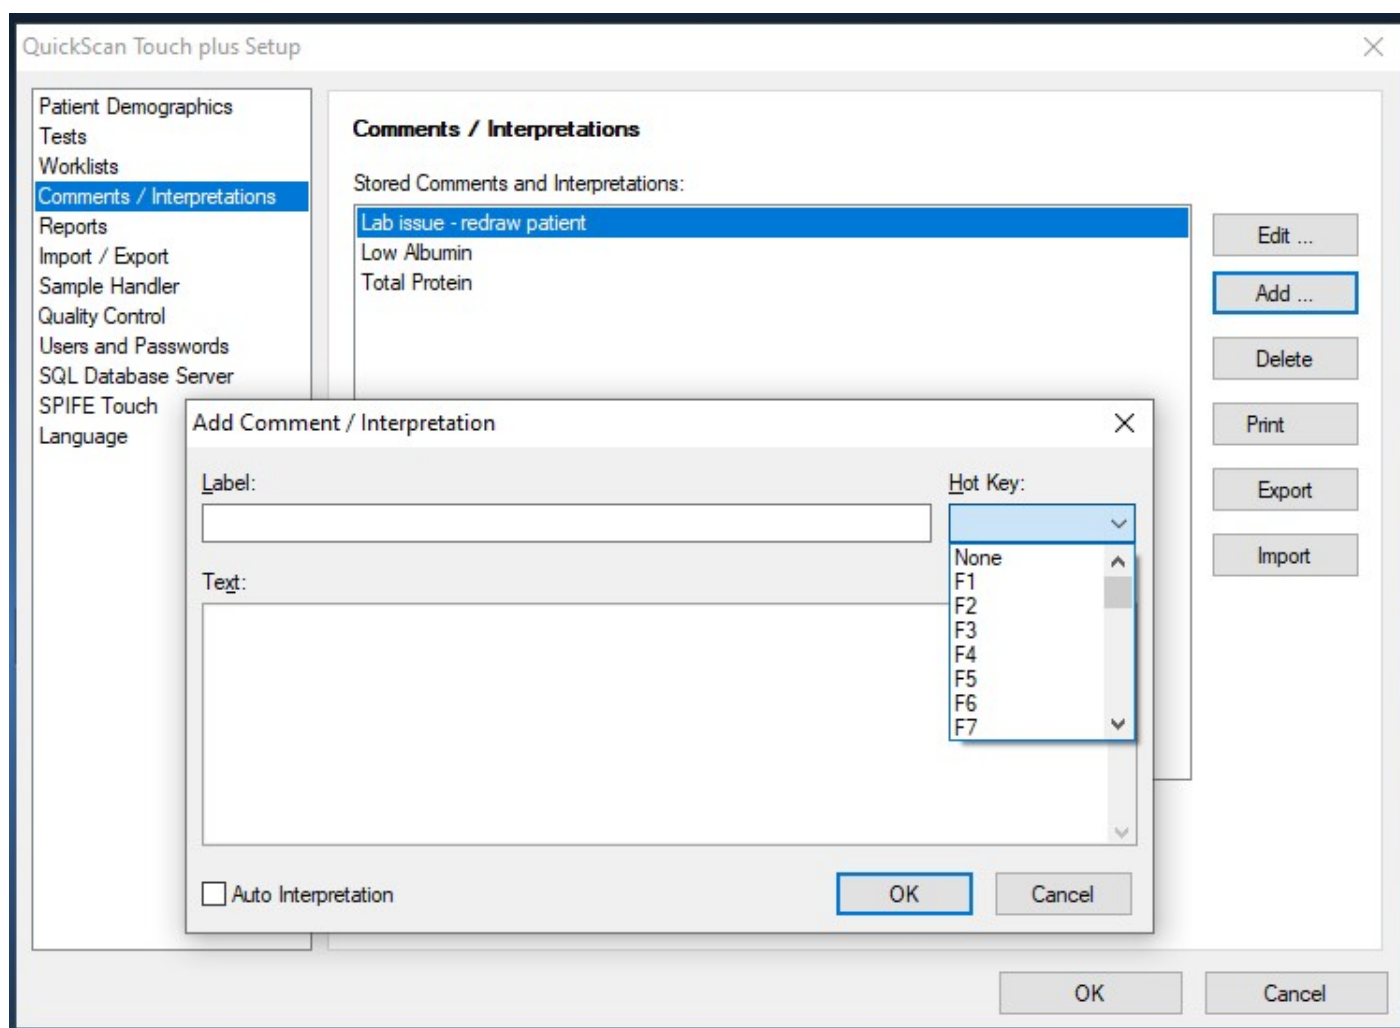 QuickScan Touch plus Setup
Patient Demographics
Tests
Worklists
Comments / Interpretations
Reports
Import / Export
Sample Handler
Quality Control
Users and Passwords
SQL Database Server
SPIFE Touch
Language
Comments / Interpretations
Stored Comments and Interpretations:
Lab issue - redraw patient
Low Albumin
Total Protein
Edit ...
Add ...
Delete
Print
Export
Import
Add Comment / Interpretation
Label:
Hot Key:
None
F1
F2
F3
F4
F5
F6
F7
Text:
Auto Interpretation
OK
Cancel
OK
Cancel